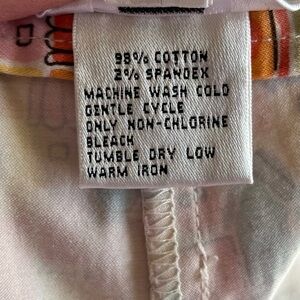 98% COTTON
2% SPANDEX
MACHINE WASH COLD
GENTLE CYCLE
ONLY NON-CHLORINE
BLEACH
TUMBLE DRY LOW
WARM IRON